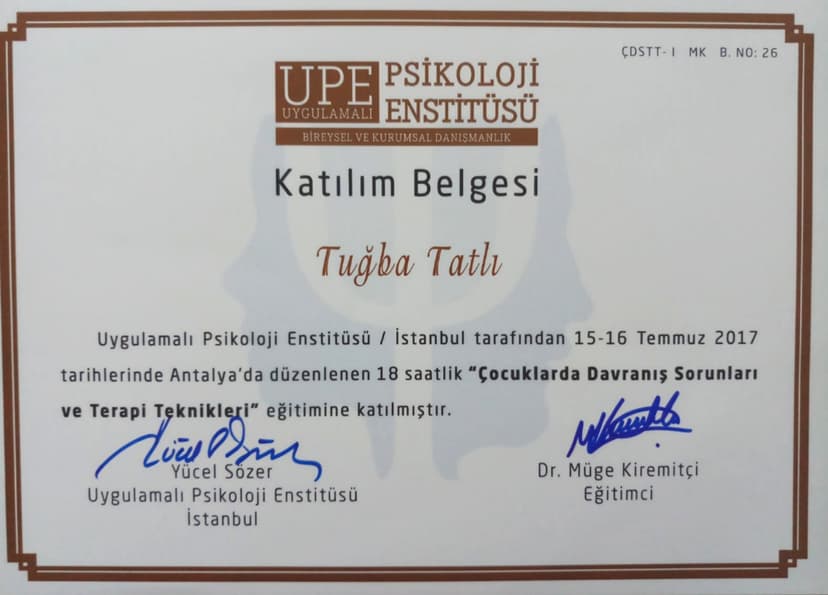 ÇDSTT- I MK B. NO: 26
UPE PSİKOLOJİ
UYGULAMALI ENSTİTÜSÜ
BİREYSEL VE KURUMSAL DANIŞMANLIK
Katılım Belgesi
Tuğba Tatlı
Uygulamalı Psikoloji Enstitüsü / İstanbul tarafından 15-16 Temmuz 2017
tarihlerinde Antalya'da düzenlenen 18 saatlik "Çocuklarda Davranış Sorunları
ve Terapi Teknikleri" eğitimine katılmıştır.
Yücel Sözer
Uygulamalı Psikoloji Enstitüsü
İstanbul
Dr. Müge Kiremitçi
Eğitimci